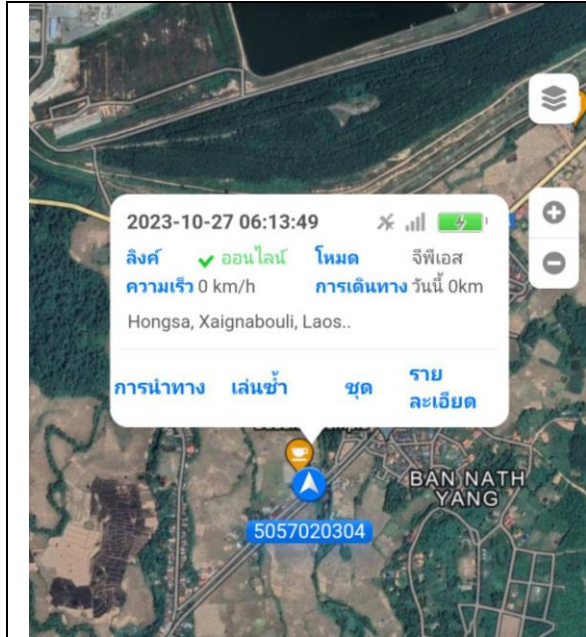 2023-10-27 06:13:49
ลิงค์ ออนไลน์ โหมด จีพีเอส
ความเร็ว 0 km/h การเดินทาง วันนี้ 0km
Hongsa, Xaignabouli, Laos..
การนำทาง เล่นซ้ำ ชุด ราย
ละเอียด
BAN NATH
YANG
5057020304